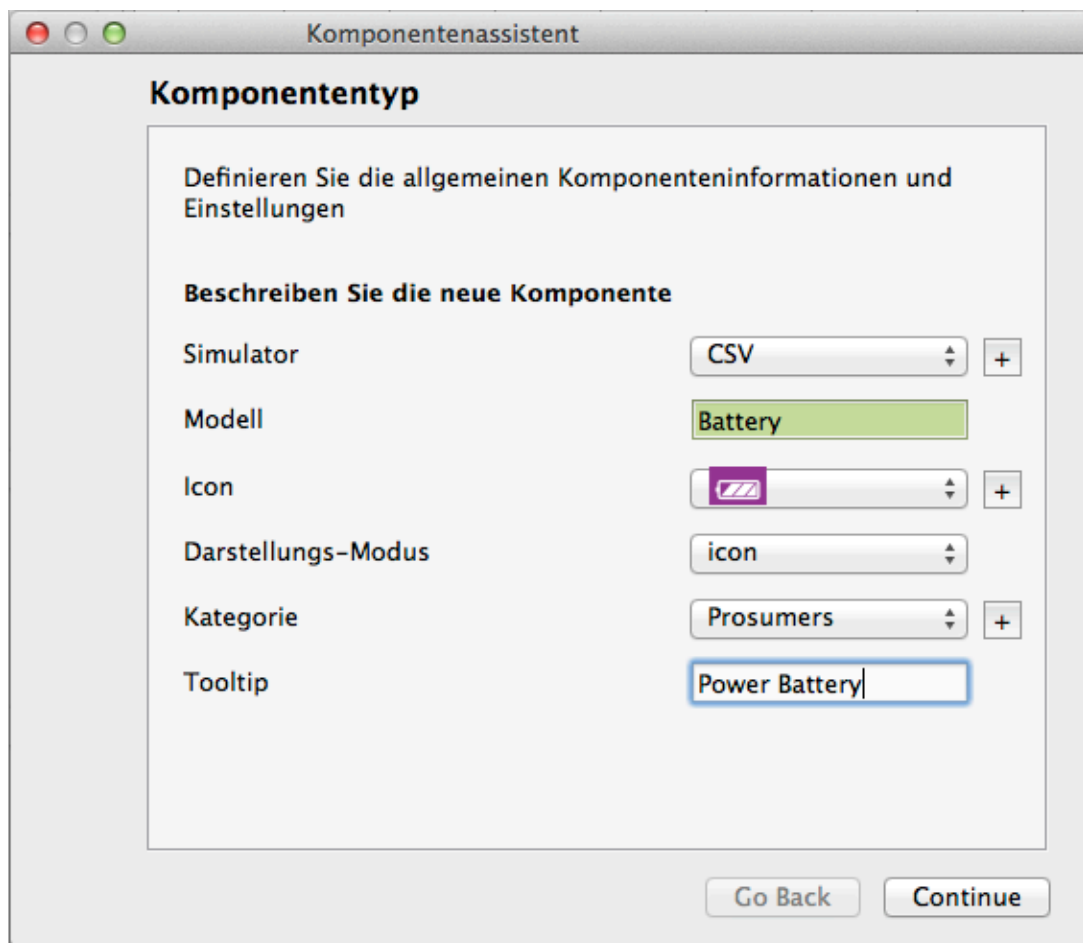 Komponentenassistent
Komponententyp
Definieren Sie die allgemeinen Komponenteninformationen und
Einstellungen
Beschreiben Sie die neue Komponente
Simulator CSV +
Modell Battery
Icon +
Darstellungs-Modus icon
Kategorie Prosumers +
Tooltip Power Battery
Go Back Continue